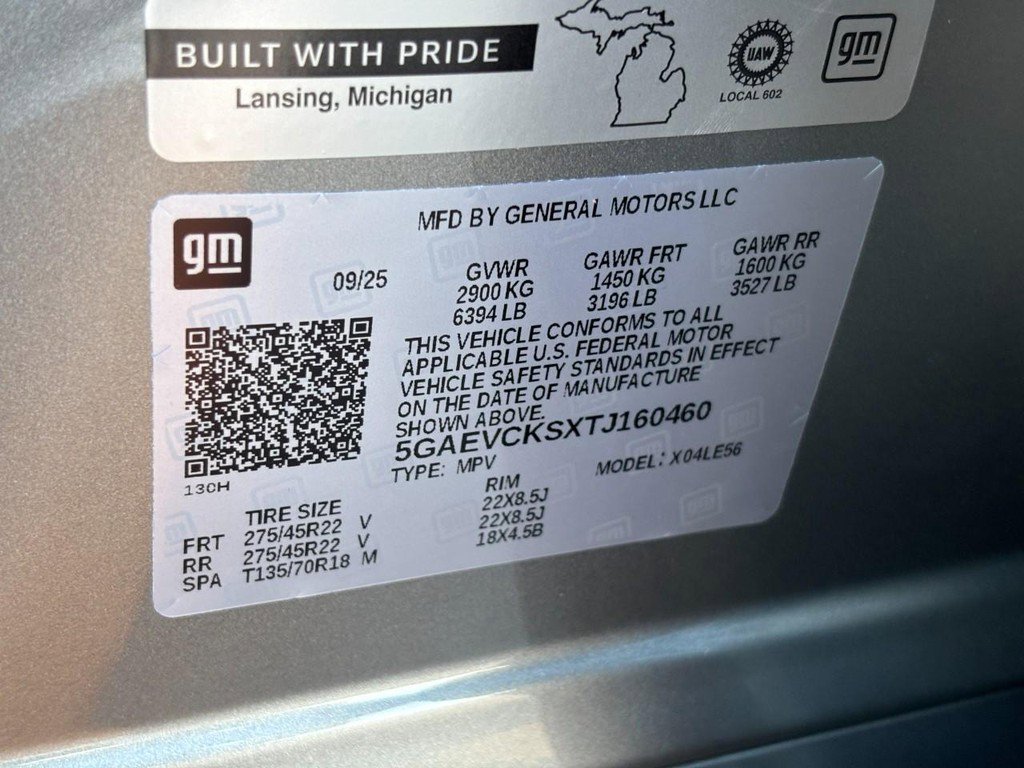 BUILT WITH PRIDE
Lansing, Michigan
UAW
LOCAL 602
gm
gm
MFD BY GENERAL MOTORS LLC
09/25
GVWR GAWR FRT GAWR RR
2900 KG 1450 KG 1600 KG
6394 LB 3196 LB 3527 LB
THIS VEHICLE CONFORMS TO ALL
APPLICABLE U.S. FEDERAL MOTOR
VEHICLE SAFETY STANDARDS IN EFFECT
ON THE DATE OF MANUFACTURE
SHOWN ABOVE.
5GAEVCKSXTJ160460
TYPE: MPV MODEL: X04LE56
13CH
TIRE SIZE RIM
FRT 275/45R22 V 22X8.5J
RR 275/45R22 V 22X8.5J
SPA T135/70R18 M 18X4.5B